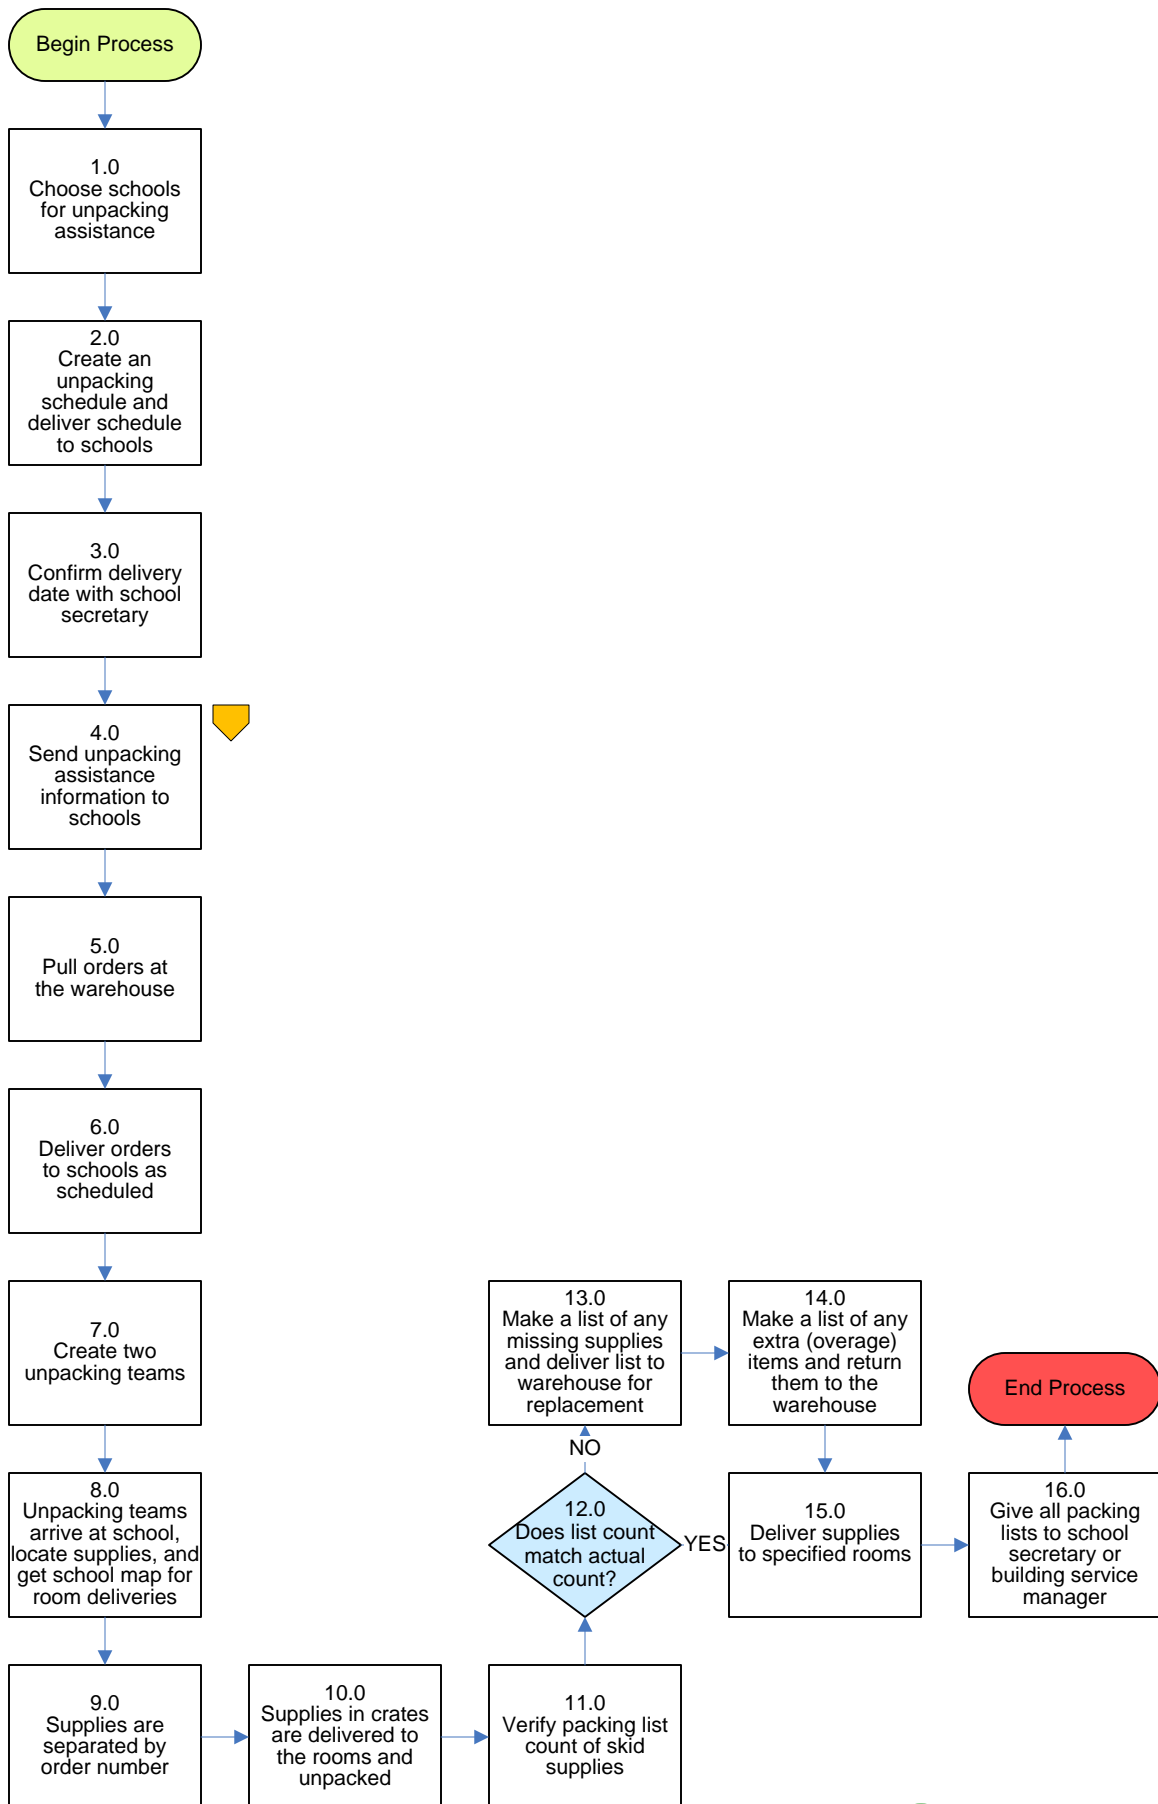 Begin Process
1.0
Choose schools
for unpacking
assistance
2.0
Create an
unpacking
schedule and
deliver schedule
to schools
3.0
Confirm delivery
date with school
secretary
4.0
Send unpacking
assistance
information to
schools
5.0
Pull orders at
the warehouse
6.0
Deliver orders
to schools as
scheduled
7.0
Create two
unpacking teams
8.0
Unpacking teams
arrive at school,
locate supplies, and
get school map for
room deliveries
9.0
Supplies are
separated by
order number
10.0
Supplies in crates
are delivered to
the rooms and
unpacked
11.0
Verify packing list
count of skid
supplies
12.0
Does list count
match actual
count?
NO
YES
13.0
Make a list of any
missing supplies
and deliver list to
warehouse for
replacement
14.0
Make a list of any
extra (overage)
items and return
them to the
warehouse
15.0
Deliver supplies
to specified rooms
16.0
Give all packing
lists to school
secretary or
building service
manager
End Process